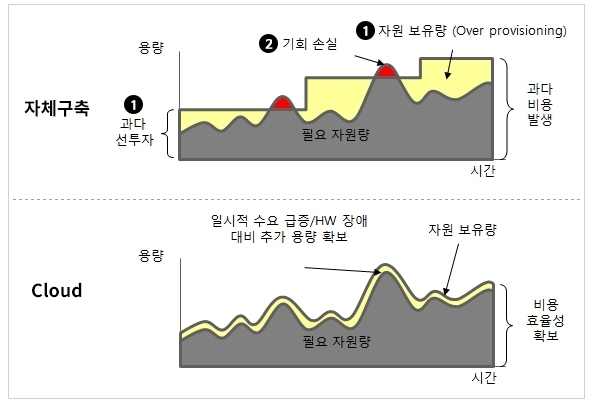 용량
❷ 기회 손실
❶ 자원 보유량 (Over provisioning)
자체구축
❶
과다
선투자
필요 자원량
과다
비용
발생
시간
일시적 수요 급증/HW 장애
대비 추가 용량 확보
자원 보유량
용량
Cloud
필요 자원량
비용
효율성
확보
시간